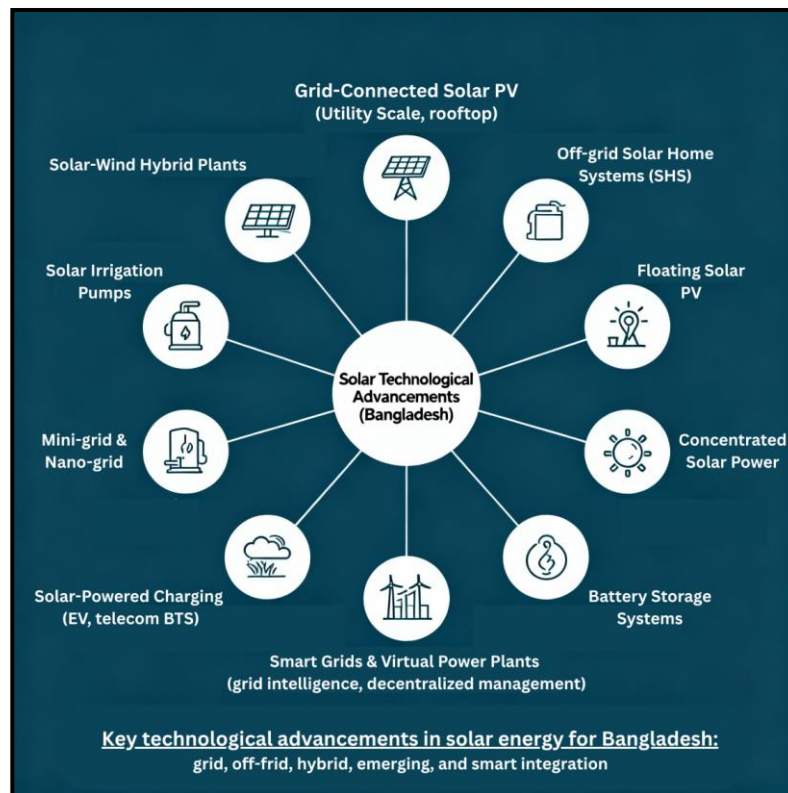 Grid-Connected Solar PV
(Utility Scale, rooftop)
Solar-Wind Hybrid Plants
Off-grid Solar Home
Systems (SHS)
Solar Irrigation
Pumps
Floating Solar
PV
Solar Technological
Advancements
(Bangladesh)
Mini-grid &
Nano-grid
Concentrated
Solar Power
Solar-Powered Charging
(EV, telecom BTS)
Battery Storage
Systems
Smart Grids & Virtual Power Plants
(grid intelligence, decentralized management)
Key technological advancements in solar energy for Bangladesh:
grid, off-frid, hybrid, emerging, and smart integration